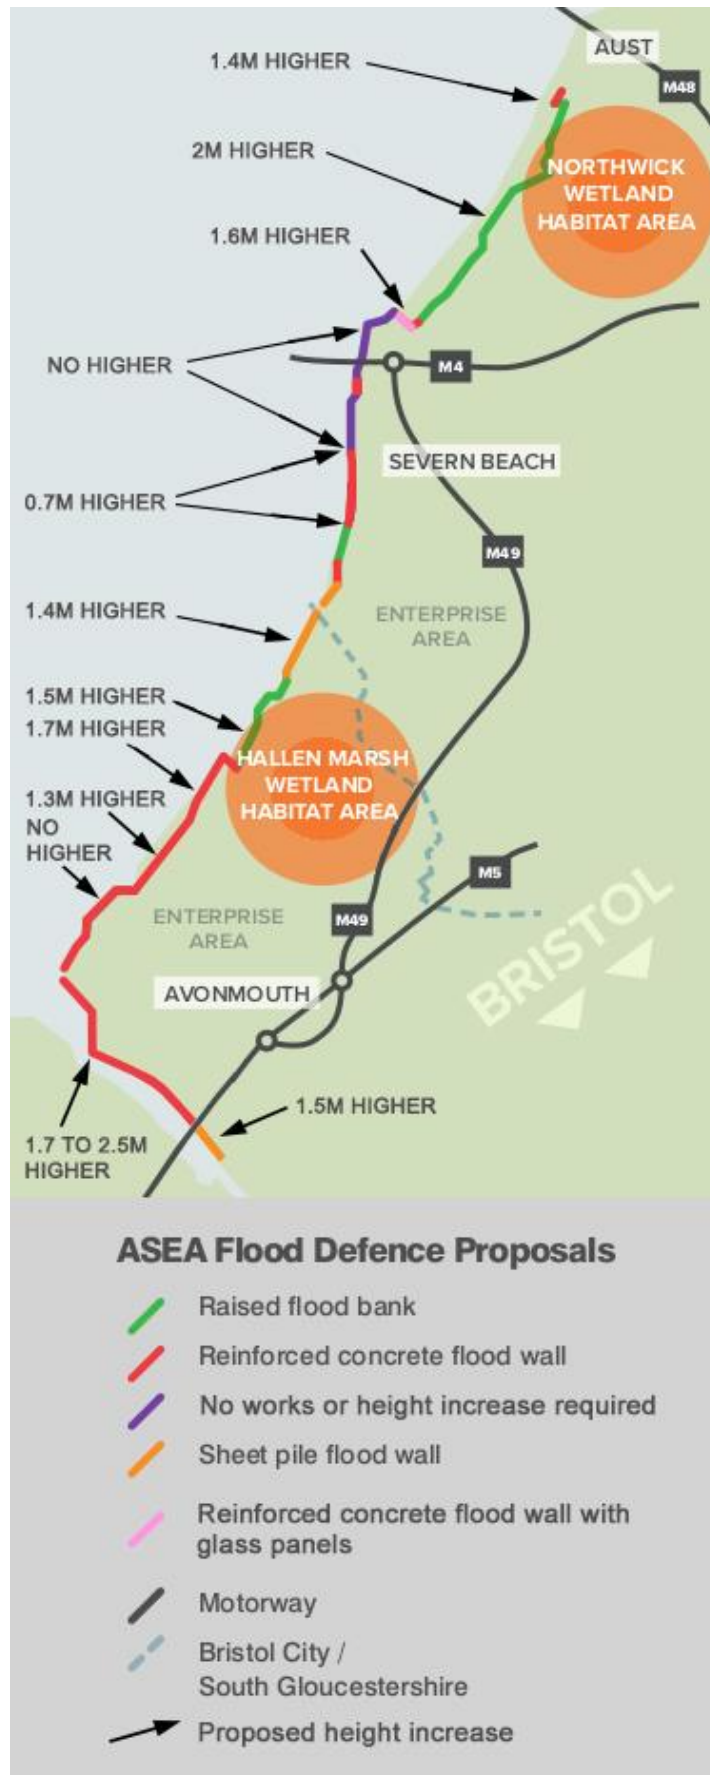 AUST
1.4M HIGHER
M48
2M HIGHER
NORTHWICK
WETLAND
HABITAT AREA
1.6M HIGHER
NO HIGHER
M4
SEVERN BEACH
0.7M HIGHER
M49
1.4M HIGHER
ENTERPRISE
AREA
1.5M HIGHER
1.7M HIGHER
HALLEN MARSH
WETLAND
HABITAT AREA
1.3M HIGHER
NO
HIGHER
M5
ENTERPRISE
AREA
M49
BRISTOL
AVONMOUTH
1.5M HIGHER
1.7 TO 2.5M
HIGHER
ASEA Flood Defence Proposals
Raised flood bank
Reinforced concrete flood wall
No works or height increase required
Sheet pile flood wall
Reinforced concrete flood wall with
glass panels
Motorway
Bristol City /
South Gloucestershire
Proposed height increase